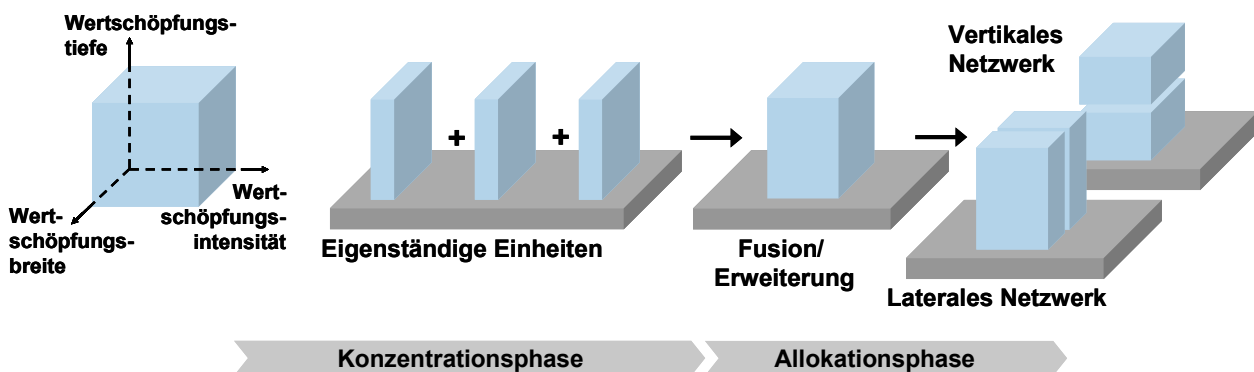 Wertschöpfungs-
tiefe
Wert-
schöpfungs-
breite
Wert-
schöpfungs-
intensität
+
+
Eigenständige Einheiten
Fusion/
Erweiterung
Vertikales
Netzwerk
Laterales Netzwerk
Konzentrationsphase
Allokationsphase